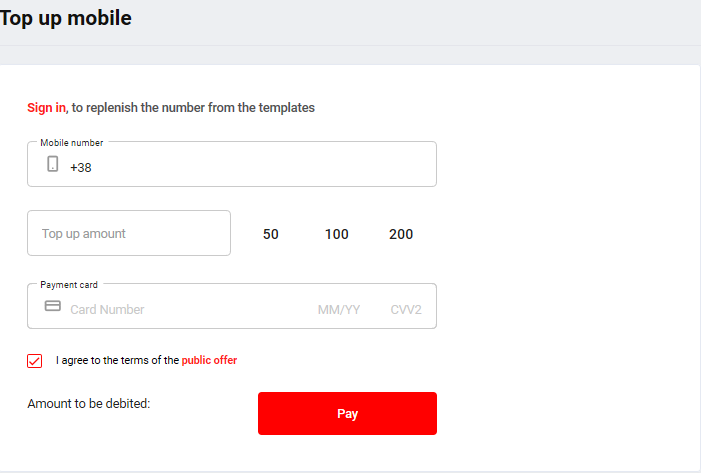 Top up mobile
Sign in, to replenish the number from the templates
Mobile number
+38
Top up amount 50 100 200
Payment card
Card Number MM/YY CVV2
I agree to the terms of the public offer
Amount to be debited: Pay